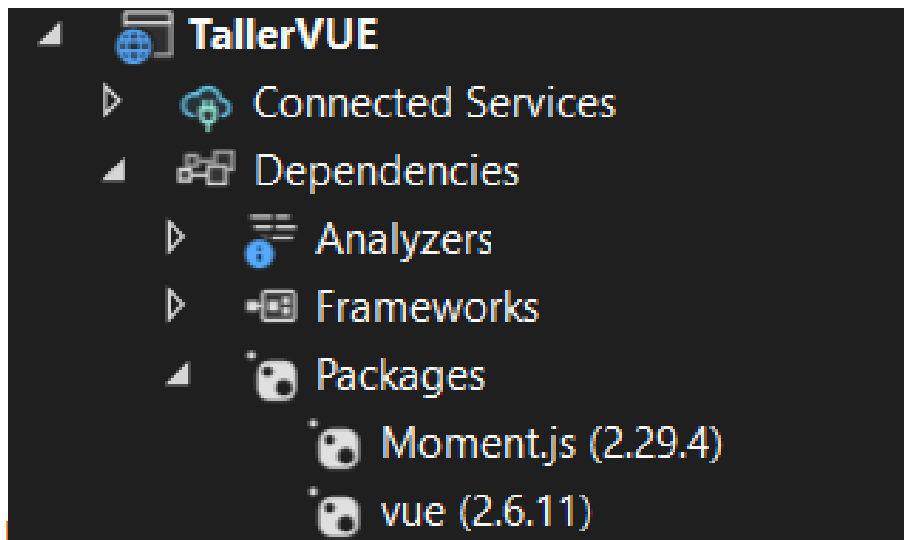 TallerVUE
Connected Services
Dependencies
Analyzers
Frameworks
Packages
Moment.js (2.29.4)
vue (2.6.11)